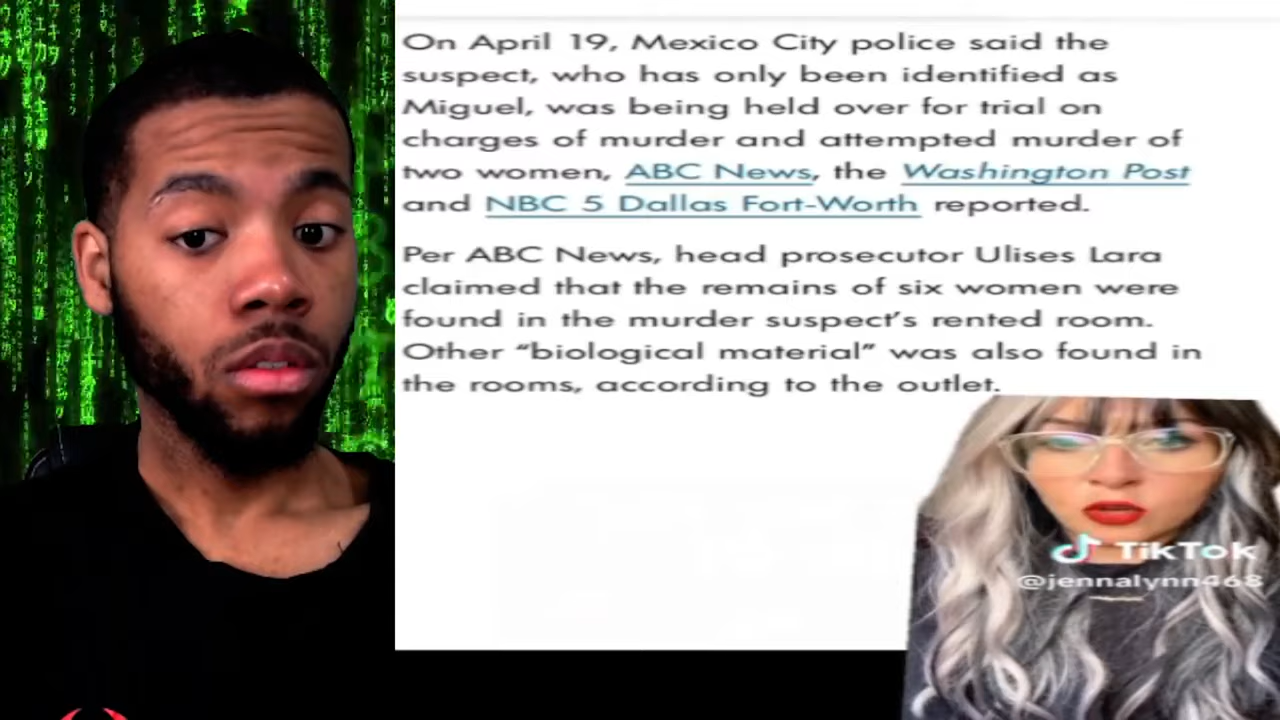 On April 19, Mexico City police said the
suspect, who has only been identified as
Miguel, was being held over for trial on
charges of murder and attempted murder of
two women, ABC News, the Washington Post
and NBC 5 Dallas Fort-Worth reported.
Per ABC News, head prosecutor Ulises Lara
claimed that the remains of six women were
found in the murder suspect's rented room.
Other “biological material” was also found in
the rooms, according to the outlet.
TikTok
@jennalynn468